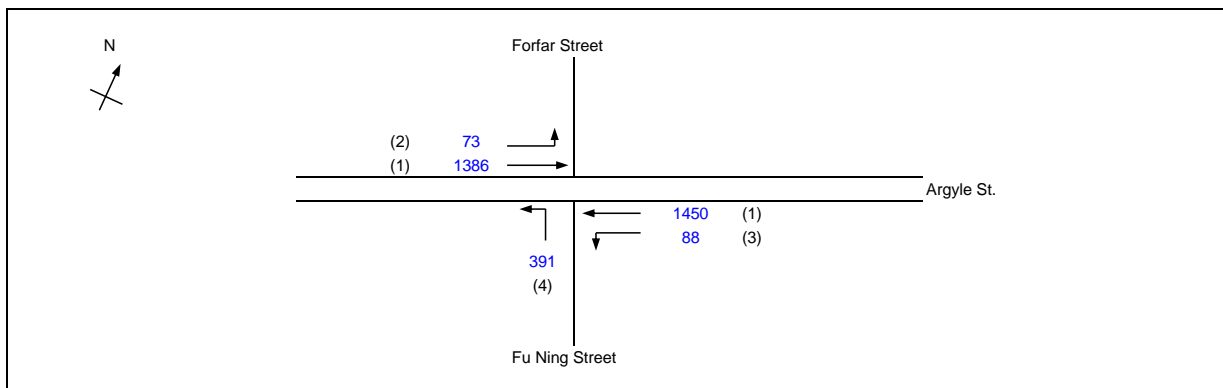 N
Forfar Street
(2) 73
(1) 1386
Argyle St.
1450 (1)
88 (3)
391
(4)
Fu Ning Street